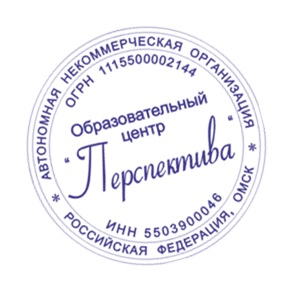 АВТОНОМНАЯ НЕКОММЕРЧЕСКАЯ ОРГАНИЗАЦИЯ
ОГРН 1115500002144
Образовательный
центр
"Перспектива"
ИНН 5503900046
* РОССИЙСКАЯ ФЕДЕРАЦИЯ, ОМСК *